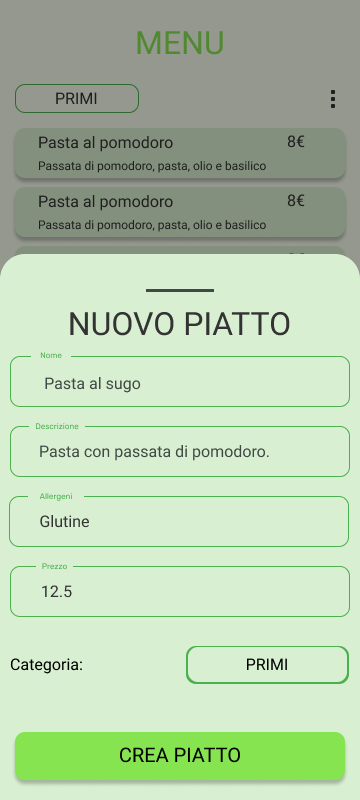 MENU
PRIMI
Pasta al pomodoro 8€
Passata di pomodoro, pasta, olio e basilico
Pasta al pomodoro 8€
Passata di pomodoro, pasta, olio e basilico
NUOVO PIATTO
Nome
Pasta al sugo
Descrizione
Pasta con passata di pomodoro.
Allergeni
Glutine
Prezzo
12.5
Categoria: PRIMI
CREA PIATTO